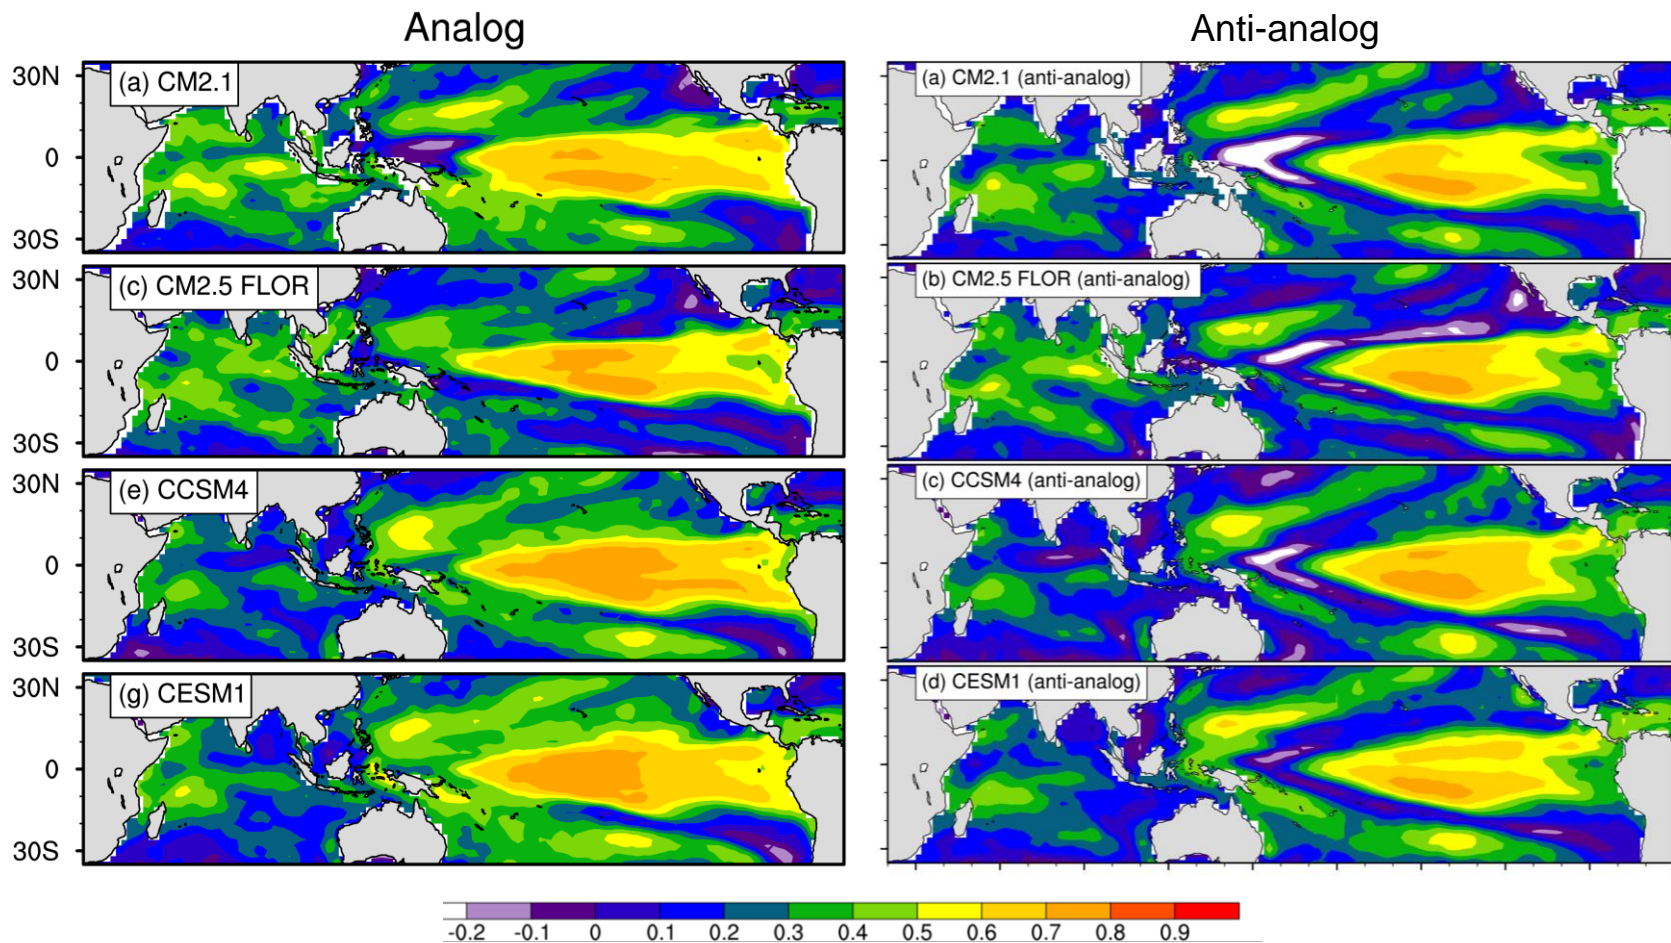 Analog
Anti-analog
30N
0
30S
(a) CM2.1
(a) CM2.1 (anti-analog)
30N
0
30S
(c) CM2.5 FLOR
(b) CM2.5 FLOR (anti-analog)
30N
0
30S
(e) CCSM4
(c) CCSM4 (anti-analog)
30N
0
30S
(g) CESM1
(d) CESM1 (anti-analog)
-0.2 -0.1 0 0.1 0.2 0.3 0.4 0.5 0.6 0.7 0.8 0.9